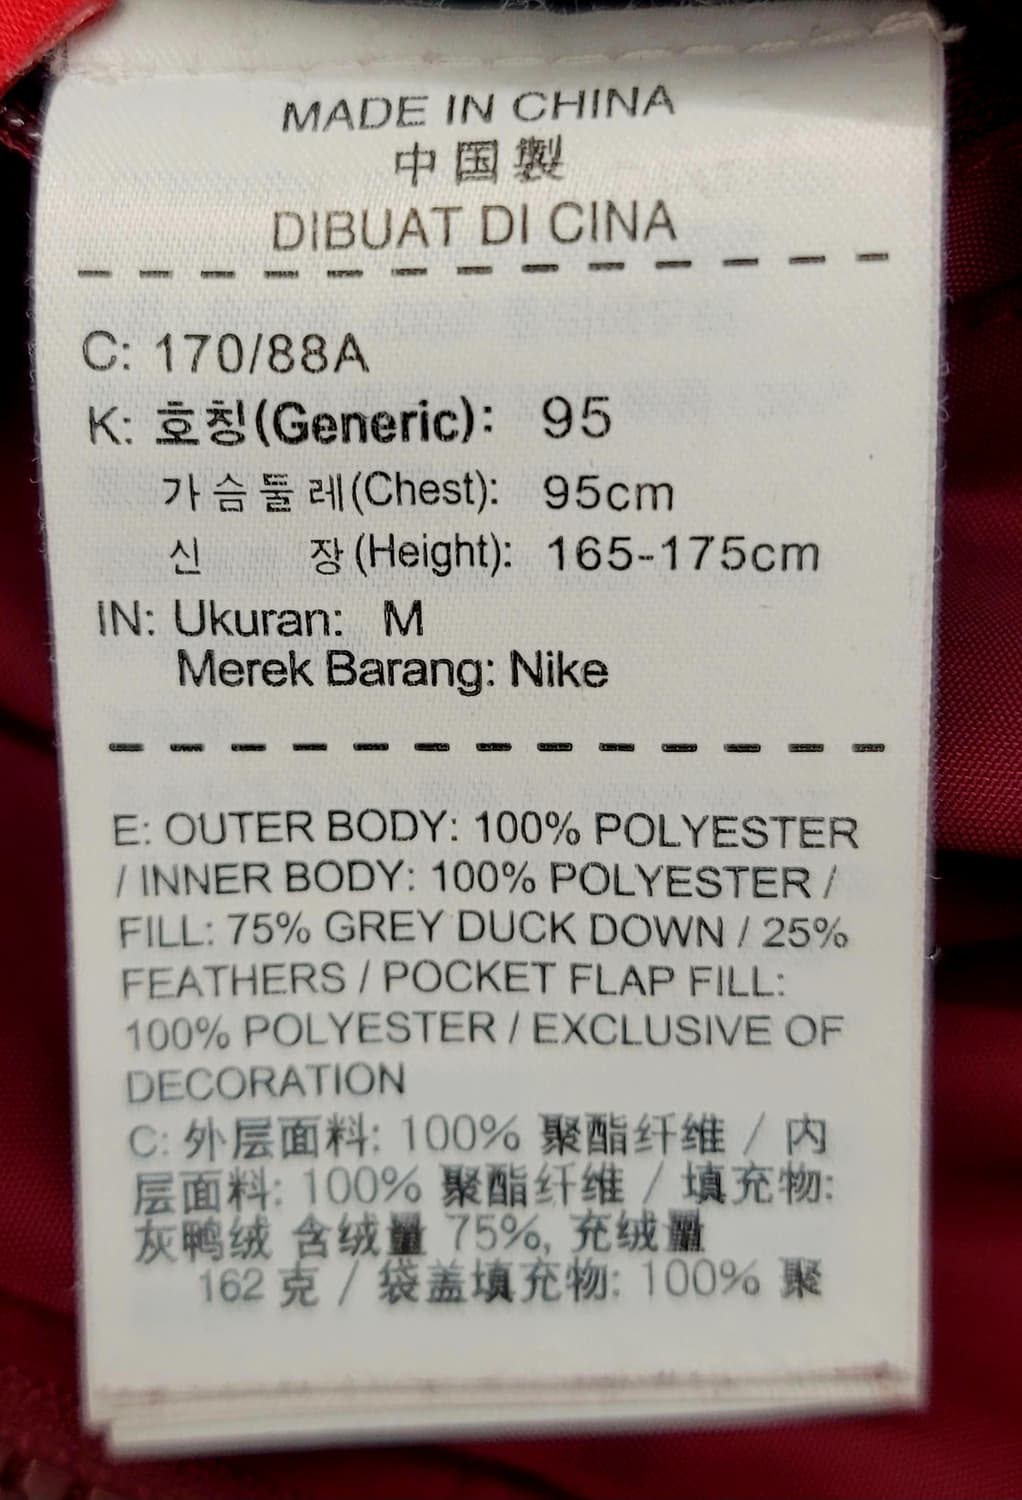 MADE IN CHINA
中国製
DIBUAT DI CINA
C: 170/88A
K: 호칭(Generic): 95
가슴둘레(Chest): 95cm
신 장(Height): 165-175cm
IN: Ukuran: M
Merek Barang: Nike
E: OUTER BODY: 100% POLYESTER
/ INNER BODY: 100% POLYESTER /
FILL: 75% GREY DUCK DOWN / 25%
FEATHERS / POCKET FLAP FILL:
100% POLYESTER / EXCLUSIVE OF
DECORATION
C: 外层面料: 100% 聚酯纤维 / 内
层面料: 100% 聚酯纤维 / 填充物:
灰鸭绒 含绒量 75%, 充绒量
162 克 / 袋盖填充物: 100% 聚